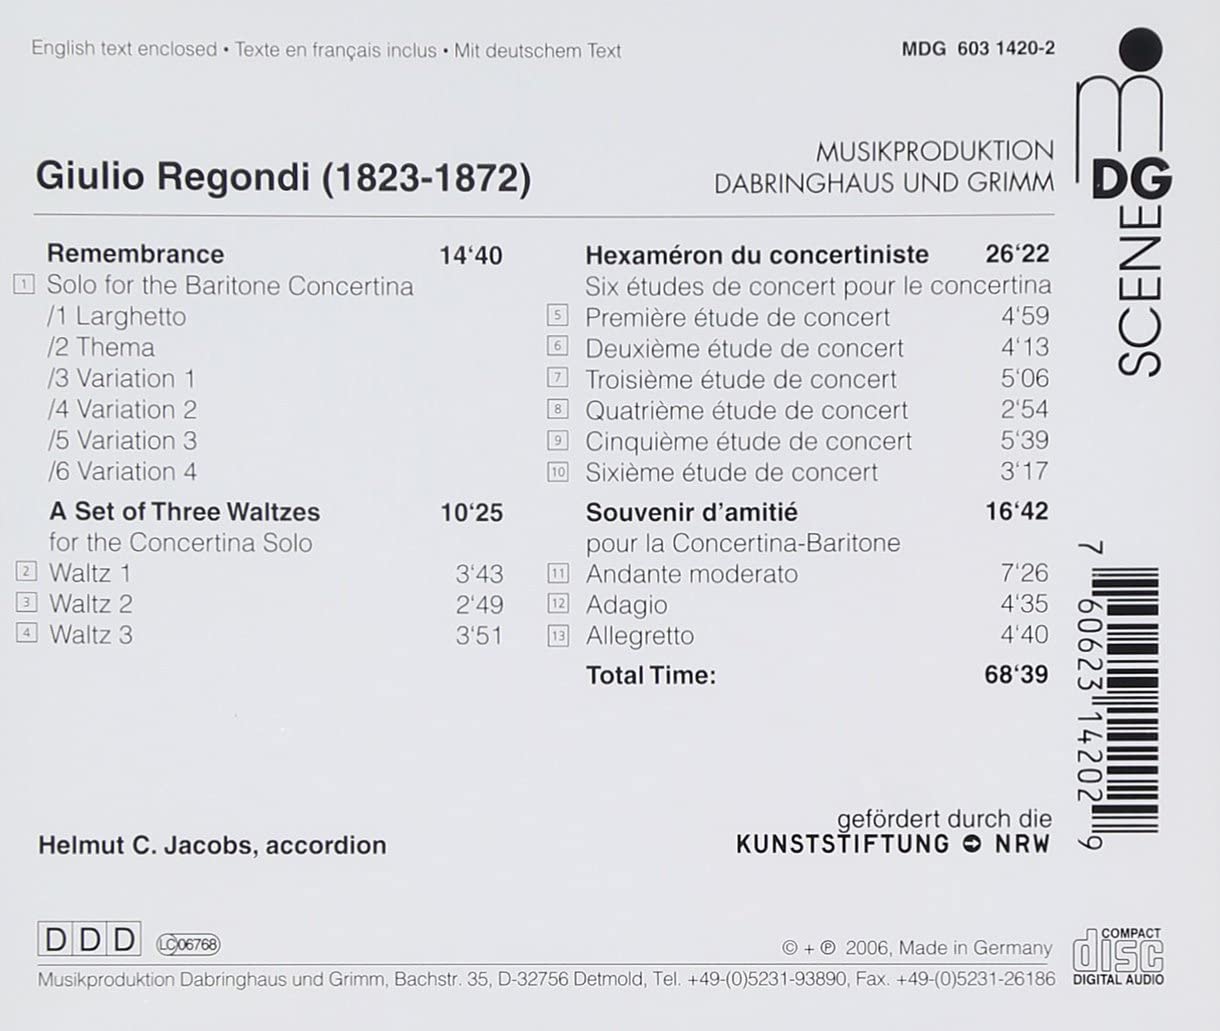 English text enclosed • Texte en français inclus • Mit deutschem Text
MDG 603 1420-2
MUSIKPRODUKTION
DABRINGHAUS UND GRIMM
DG
SCENE
Giulio Regondi (1823-1872)
Remembrance 14‘40
1 Solo for the Baritone Concertina
/1 Larghetto
/2 Thema
/3 Variation 1
/4 Variation 2
/5 Variation 3
/6 Variation 4
A Set of Three Waltzes 10‘25
for the Concertina Solo
2 Waltz 1 3‘43
3 Waltz 2 2‘49
4 Waltz 3 3‘51
Hexaméron du concertiniste 26‘22
Six études de concert pour le concertina
5 Première étude de concert 4‘59
6 Deuxième étude de concert 4‘13
7 Troisième étude de concert 5‘06
8 Quatrième étude de concert 2‘54
9 Cinquième étude de concert 5‘39
10 Sixième étude de concert 3‘17
Souvenir d’amitié 16‘42
pour la Concertina-Baritone
11 Andante moderato 7‘26
12 Adagio 4‘35
13 Allegretto 4‘40
Total Time: 68‘39
7 60623 14202 9
Helmut C. Jacobs, accordion
gefördert durch die
KUNSTSTIFTUNG NRW
DDD
LC 06768
© + ℗ 2006, Made in Germany
COMPACT
disc
DIGITAL AUDIO
Musikproduktion Dabringhaus und Grimm, Bachstr. 35, D-32756 Detmold, Tel. +49-(0)5231-93890, Fax. +49-(0)5231-26186